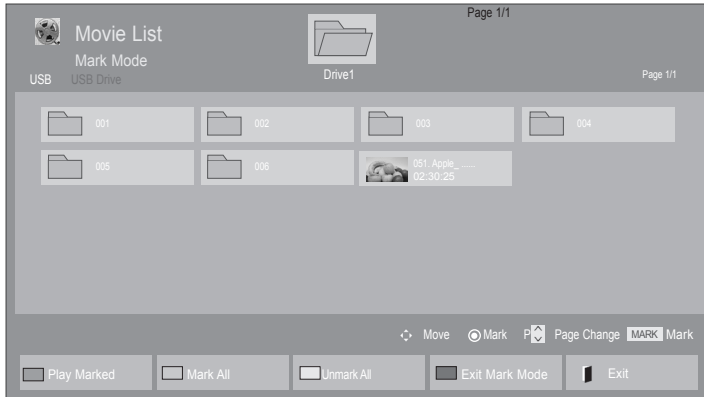 Page 1/1
Movie List
Mark Mode
USB USB Drive
Drive1
Page 1/1
001 002 003 004
005 006 051. Apple_ ......
02:30:25
Move Mark P Page Change MARK Mark
Play Marked Mark All Unmark All Exit Mark Mode Exit